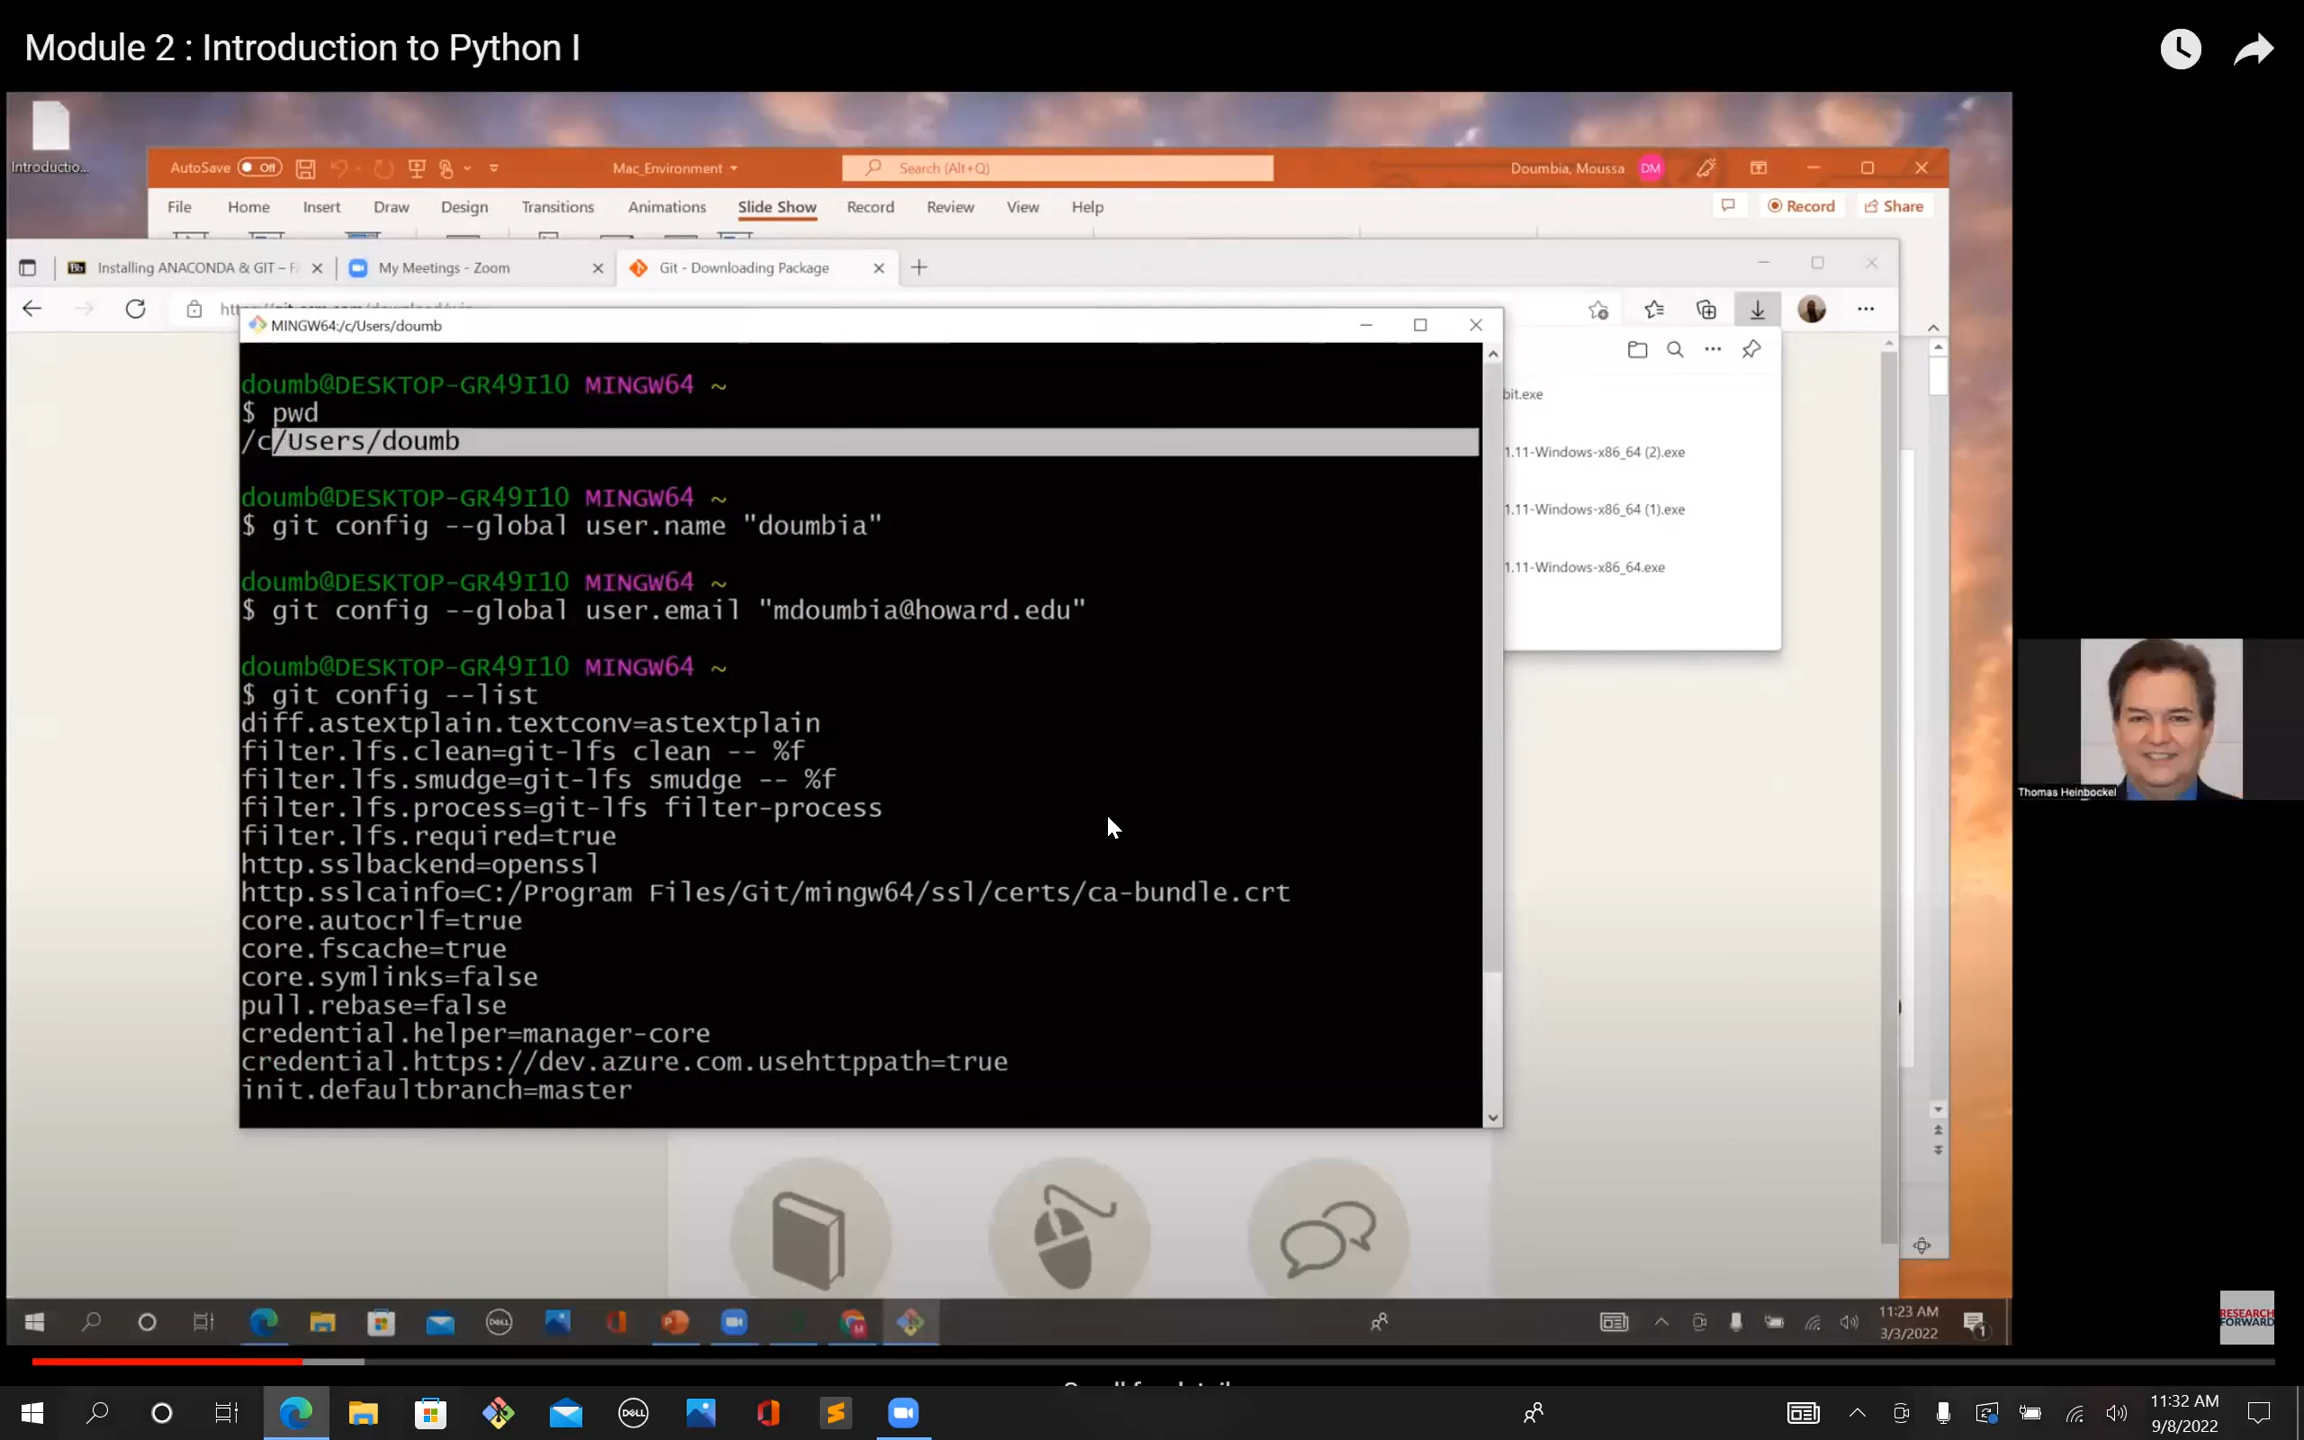 Module 2 : Introduction to Python I
Introductio...
AutoSave Off
Mac_Environment
Search (Alt+Q)
Doumbia, Moussa DM
File Home Insert Draw Design Transitions Animations Slide Show Record Review View Help
Record Share
Installing ANACONDA & GIT –
My Meetings - Zoom
Git - Downloading Package
MINGW64:/c/Users/doumb
doumb@DESKTOP-GR49I10 MINGW64 ~
$ pwd
/c/Users/doumb
doumb@DESKTOP-GR49I10 MINGW64 ~
$ git config --global user.name "doumbia"
doumb@DESKTOP-GR49I10 MINGW64 ~
$ git config --global user.email "mdoumbia@howard.edu"
doumb@DESKTOP-GR49I10 MINGW64 ~
$ git config --list
diff.astextplain.textconv=astextplain
filter.lfs.clean=git-lfs clean -- %f
filter.lfs.smudge=git-lfs smudge -- %f
filter.lfs.process=git-lfs filter-process
filter.lfs.required=true
http.sslbackend=openssl
http.sslcainfo=C:/Program Files/Git/mingw64/ssl/certs/ca-bundle.crt
core.autocrlf=true
core.fscache=true
core.symlinks=false
pull.rebase=false
credential.helper=manager-core
credential.https://dev.azure.com.usehttppath=true
init.defaultbranch=master
bit.exe
1.11-Windows-x86_64 (2).exe
1.11-Windows-x86_64 (1).exe
1.11-Windows-x86_64.exe
Thomas Heinbockel
RESEARCH
FORWARD
DELL
11:23 AM
3/3/2022
1
DELL
11:32 AM
9/8/2022